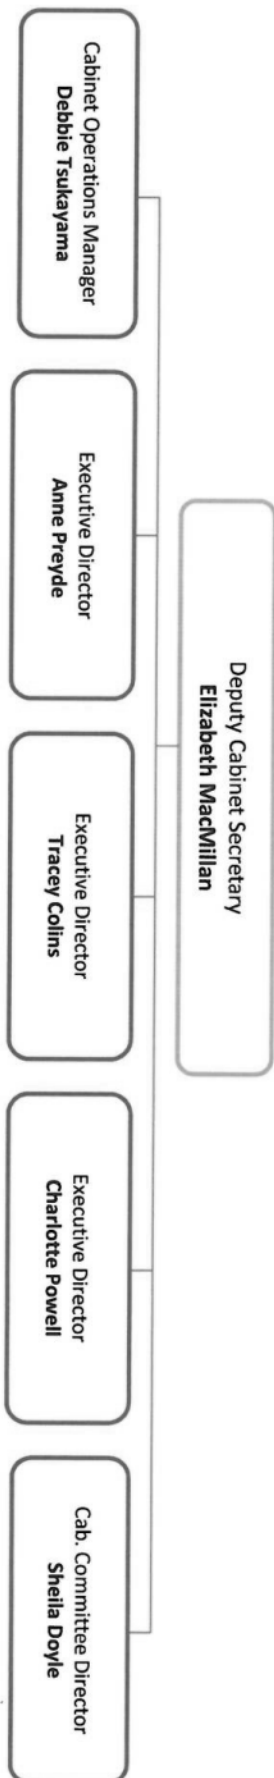 Deputy Cabinet Secretary
Elizabeth MacMillan
Cabinet Operations Manager
Debbie Tsukayama
Executive Director
Anne Preyde
Executive Director
Tracey Colins
Executive Director
Charlotte Powell
Cab. Committee Director
Sheila Doyle